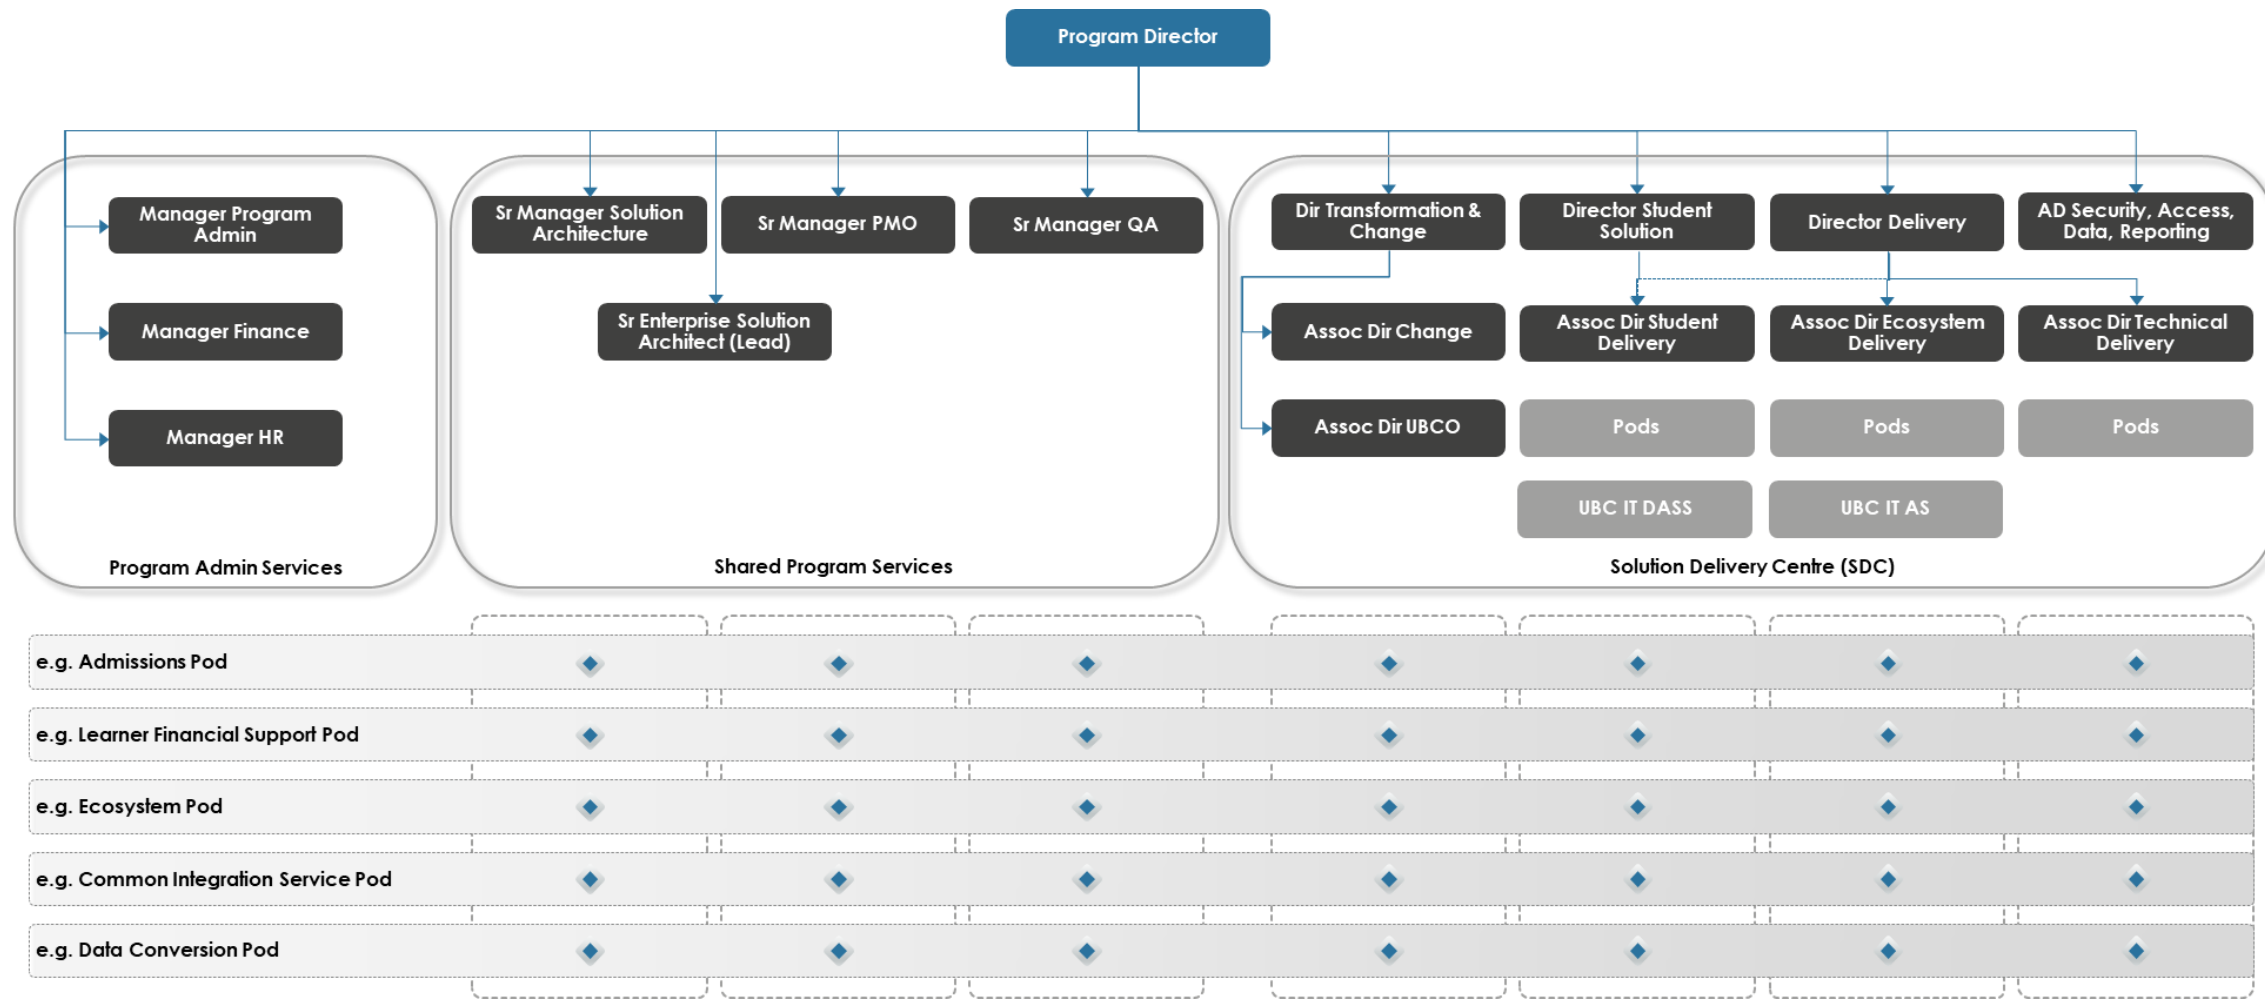 Program Director
Manager Program
Admin
Manager Finance
Manager HR
Program Admin Services
Sr Manager Solution
Architecture
Sr Manager PMO
Sr Manager QA
Sr Enterprise Solution
Architect (Lead)
Shared Program Services
Dir Transformation &
Change
Director Student
Solution
Director Delivery
AD Security, Access,
Data, Reporting
Assoc Dir Change
Assoc Dir Student
Delivery
Assoc Dir Ecosystem
Delivery
Assoc Dir Technical
Delivery
Assoc Dir UBCO
Pods
Pods
Pods
UBC IT DASS
UBC IT AS
Solution Delivery Centre (SDC)
e.g. Admissions Pod
e.g. Learner Financial Support Pod
e.g. Ecosystem Pod
e.g. Common Integration Service Pod
e.g. Data Conversion Pod